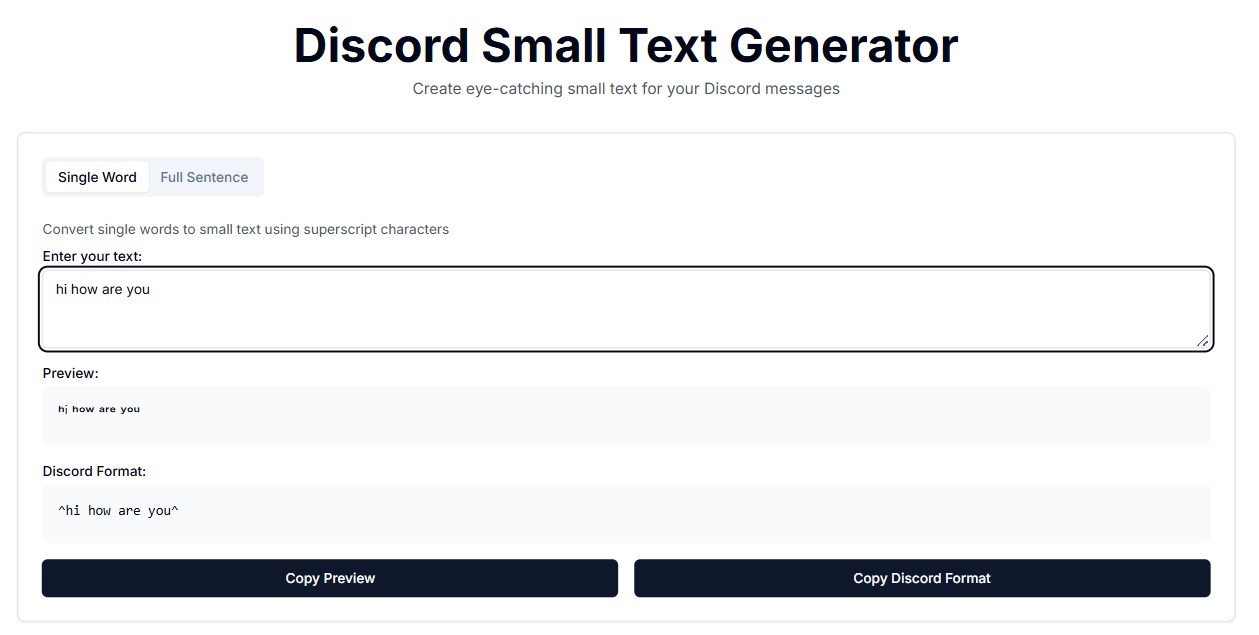 Discord Small Text Generator
Create eye-catching small text for your Discord messages
Single Word
Full Sentence
Convert single words to small text using superscript characters
Enter your text:
hi how are you
Preview:
ʰⁱ ʰᵒʷ ᵃʳᵉ ʸᵒᵘ
Discord Format:
^hi how are you^
Copy Preview
Copy Discord Format